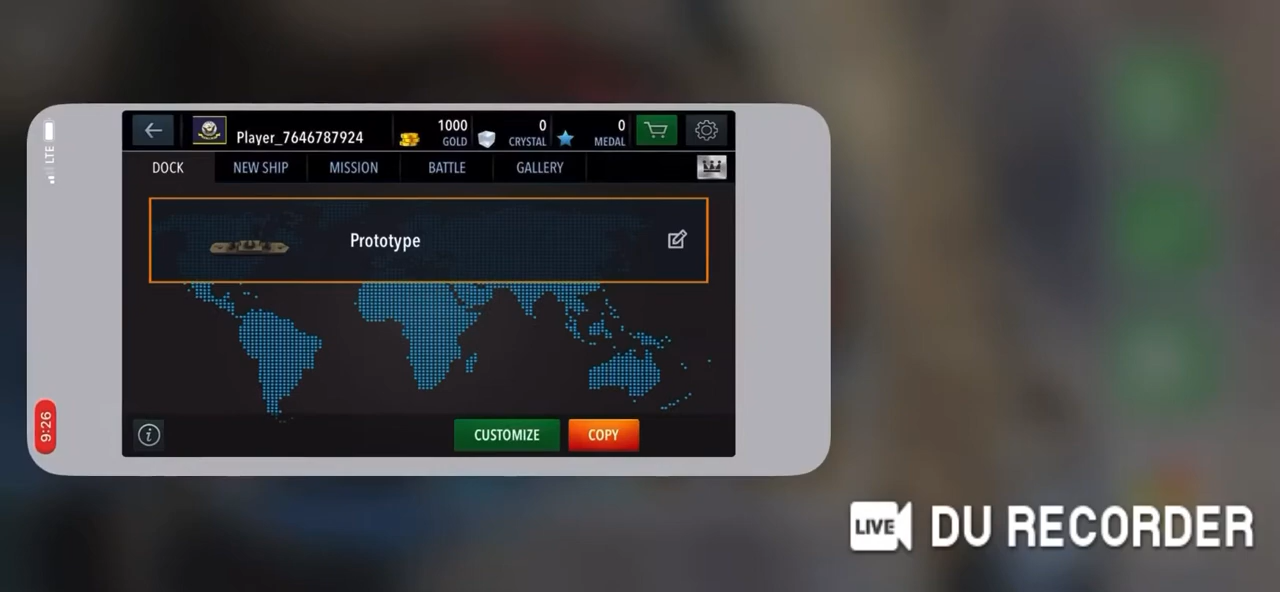 LTE
9:26
Player_7646787924
1000
GOLD
0
CRYSTAL
0
MEDAL
DOCK
NEW SHIP
MISSION
BATTLE
GALLERY
Prototype
CUSTOMIZE
COPY
LIVE
DU RECORDER